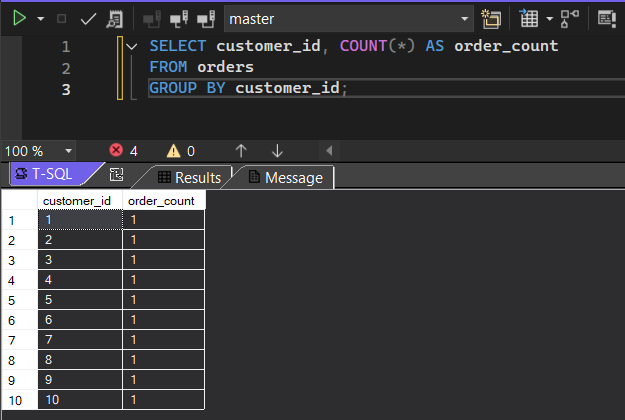 master
1 SELECT customer_id, COUNT(*) AS order_count
2 FROM orders
3 GROUP BY customer_id;
100 % 4 0
T-SQL Results Message
customer_id order_count
1 1 1
2 2 1
3 3 1
4 4 1
5 5 1
6 6 1
7 7 1
8 8 1
9 9 1
10 10 1